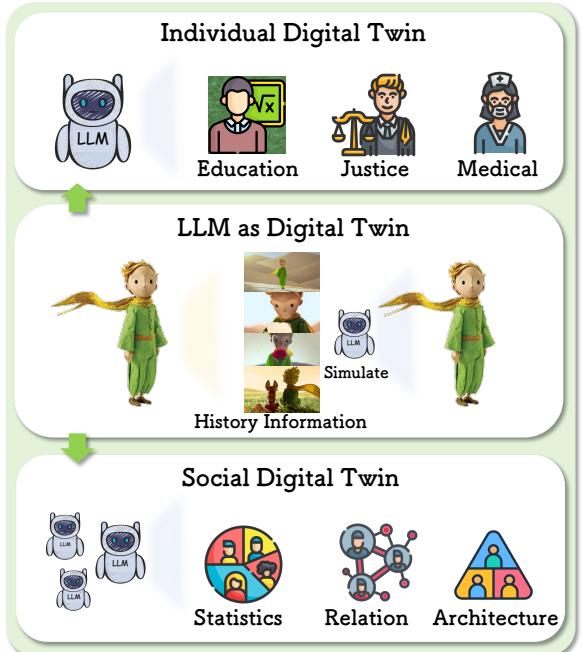 Individual Digital Twin
LLM
√x
Education
Justice
Medical
LLM as Digital Twin
LLM
Simulate
History Information
Social Digital Twin
LLM
LLM
LLM
Statistics
Relation
Architecture